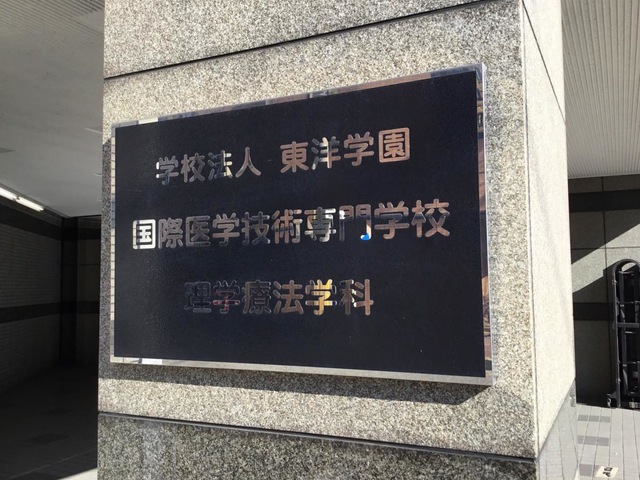 学校法人 東洋学園
国際医学技術専門学校
理学療法学科